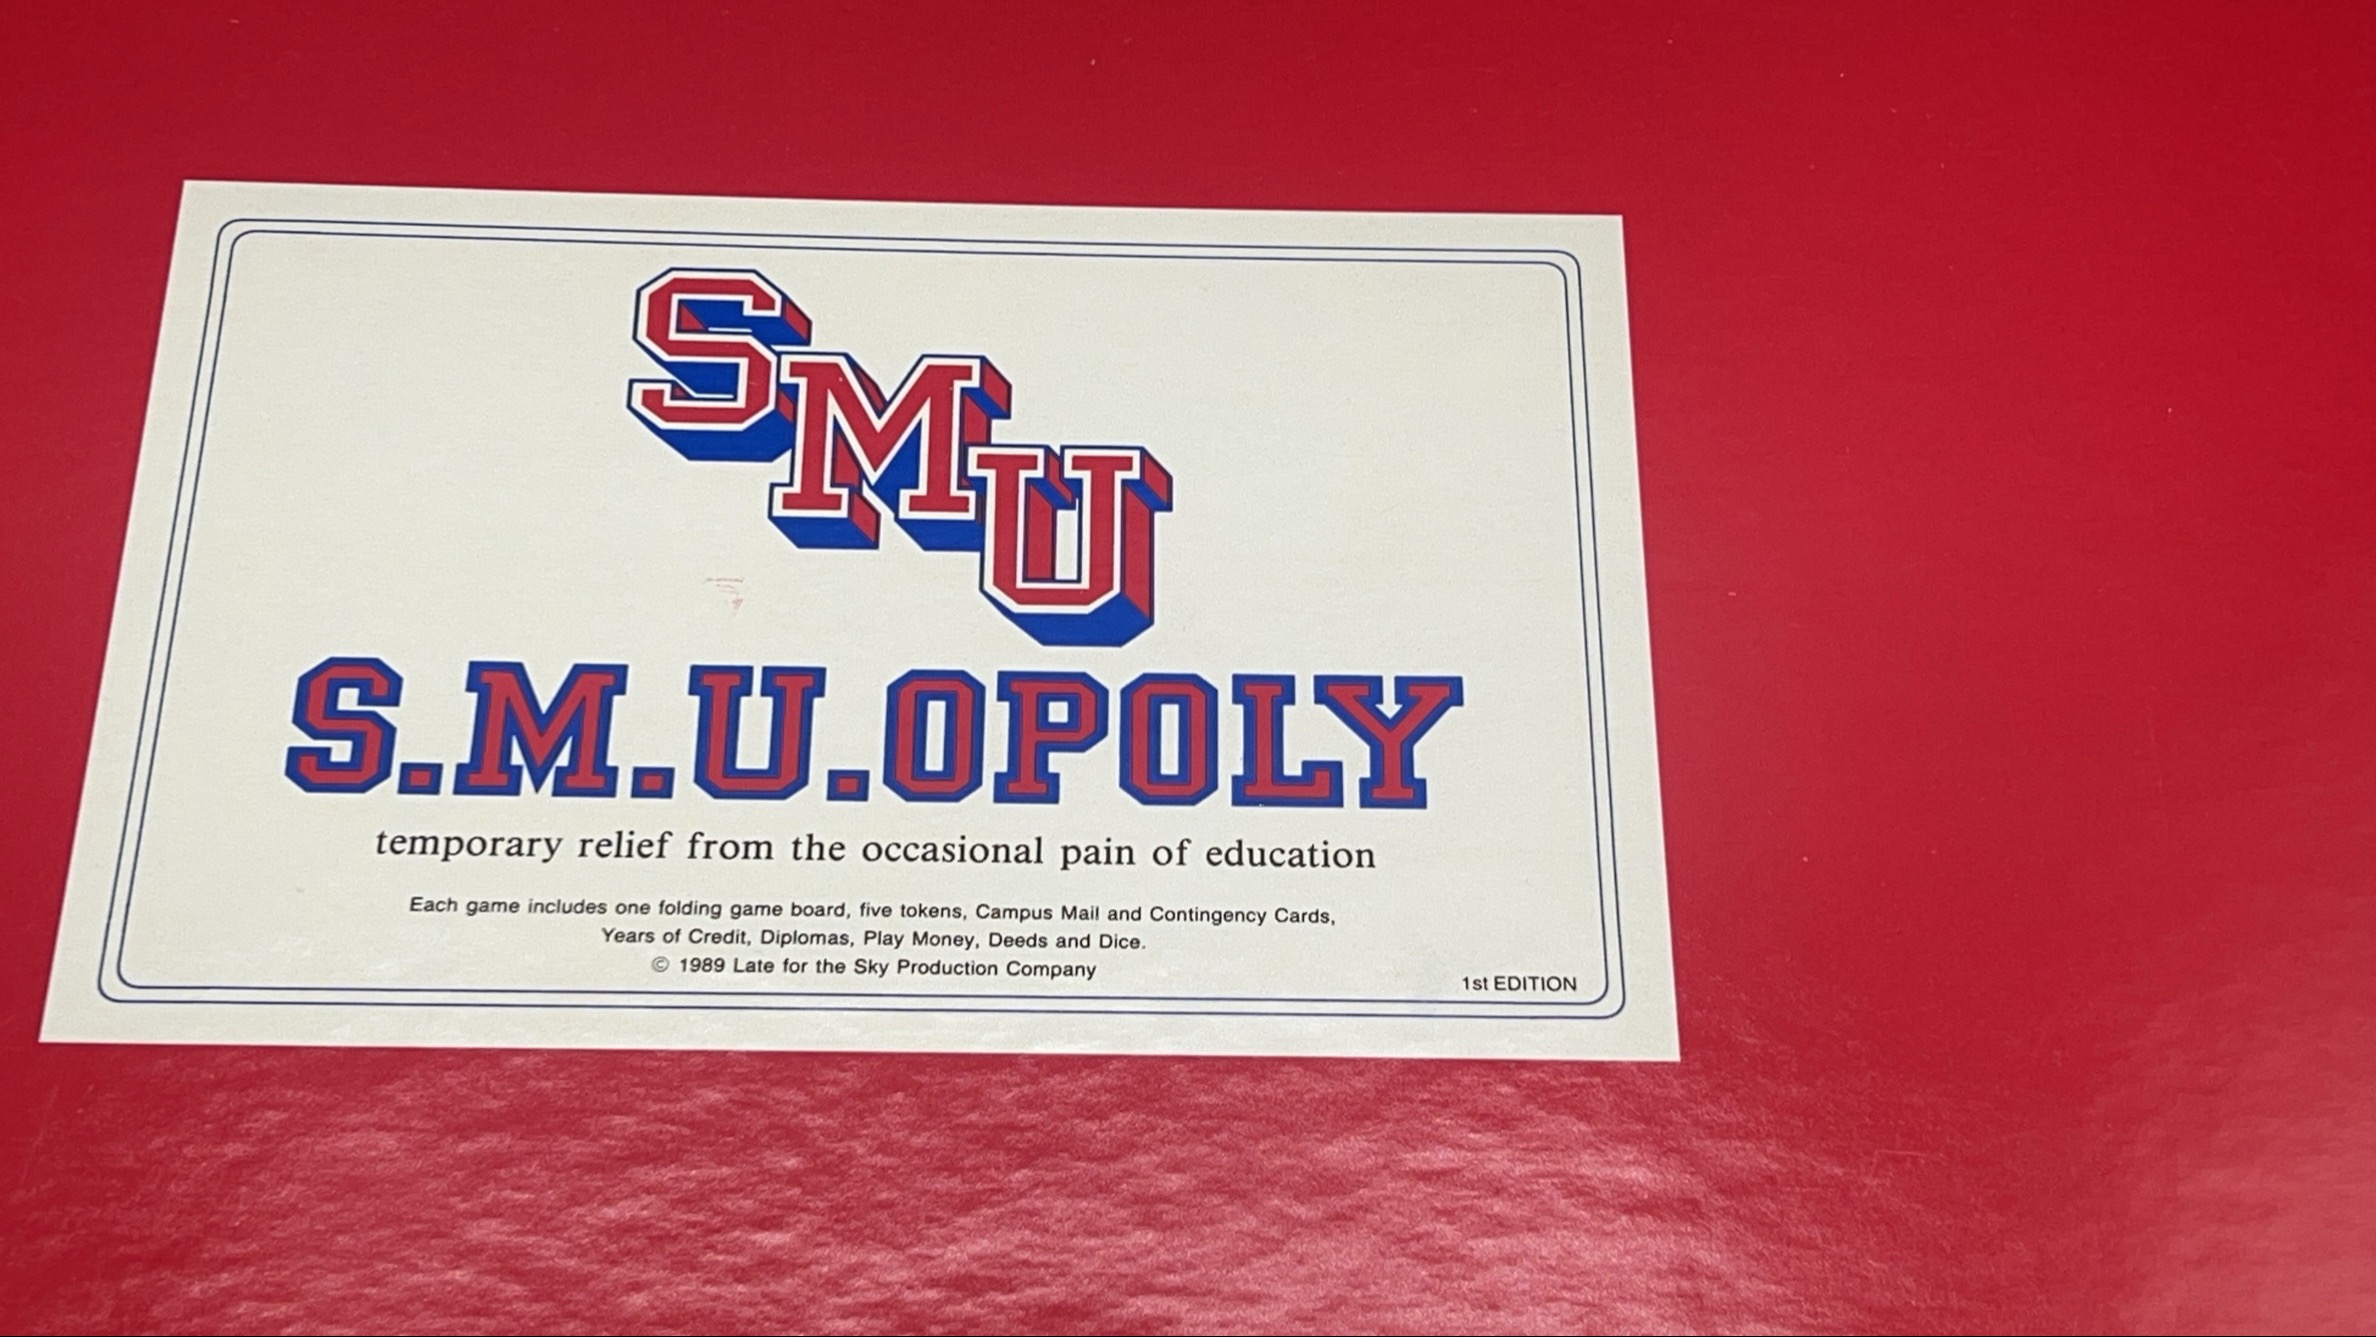 SMU
S.M.U.OPOLY
temporary relief from the occasional pain of education
Each game includes one folding game board, five tokens, Campus Mail and Contingency Cards,
Years of Credit, Diplomas, Play Money, Deeds and Dice.
© 1989 Late for the Sky Production Company
1st EDITION